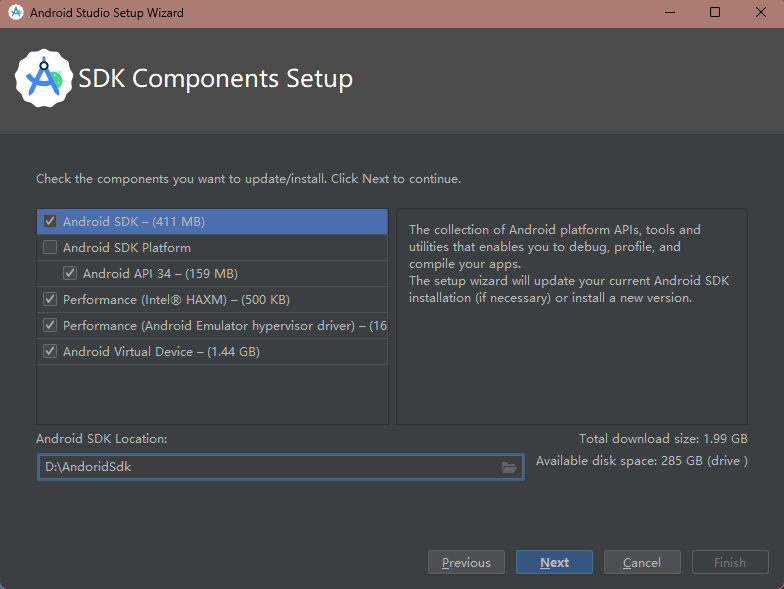 Android Studio Setup Wizard
SDK Components Setup
Check the components you want to update/install. Click Next to continue.
Android SDK – (411 MB)
Android SDK Platform
Android API 34 – (159 MB)
Performance (Intel® HAXM) – (500 KB)
Performance (Android Emulator hypervisor driver) – (16
Android Virtual Device – (1.44 GB)
The collection of Android platform APIs, tools and
utilities that enables you to debug, profile, and
compile your apps.
The setup wizard will update your current Android SDK
installation (if necessary) or install a new version.
Android SDK Location:
D:\AndoridSdk
Total download size: 1.99 GB
Available disk space: 285 GB (drive )
Previous
Next
Cancel
Finish